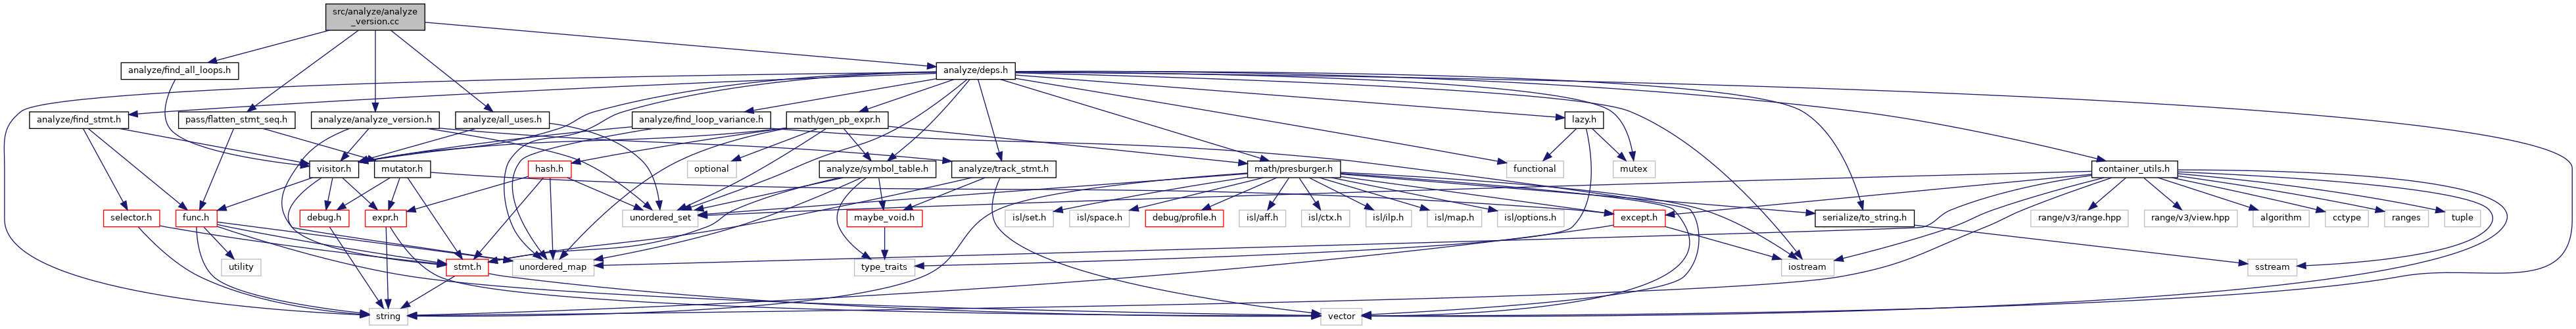 src/analyze/analyze
_version.cc
analyze/find_all_loops.h
analyze/deps.h
analyze/find_stmt.h
pass/flatten_stmt_seq.h
analyze/analyze_version.h
analyze/all_uses.h
analyze/find_loop_variance.h
math/gen_pb_expr.h
lazy.h
visitor.h
mutator.h
hash.h
optional
analyze/symbol_table.h
analyze/track_stmt.h
math/presburger.h
functional
mutex
container_utils.h
selector.h
func.h
debug.h
expr.h
unordered_set
maybe_void.h
isl/set.h
isl/space.h
debug/profile.h
isl/aff.h
isl/ctx.h
isl/ilp.h
isl/map.h
isl/options.h
except.h
serialize/to_string.h
range/v3/range.hpp
range/v3/view.hpp
algorithm
cctype
ranges
tuple
utility
stmt.h
unordered_map
type_traits
iostream
sstream
string
vector